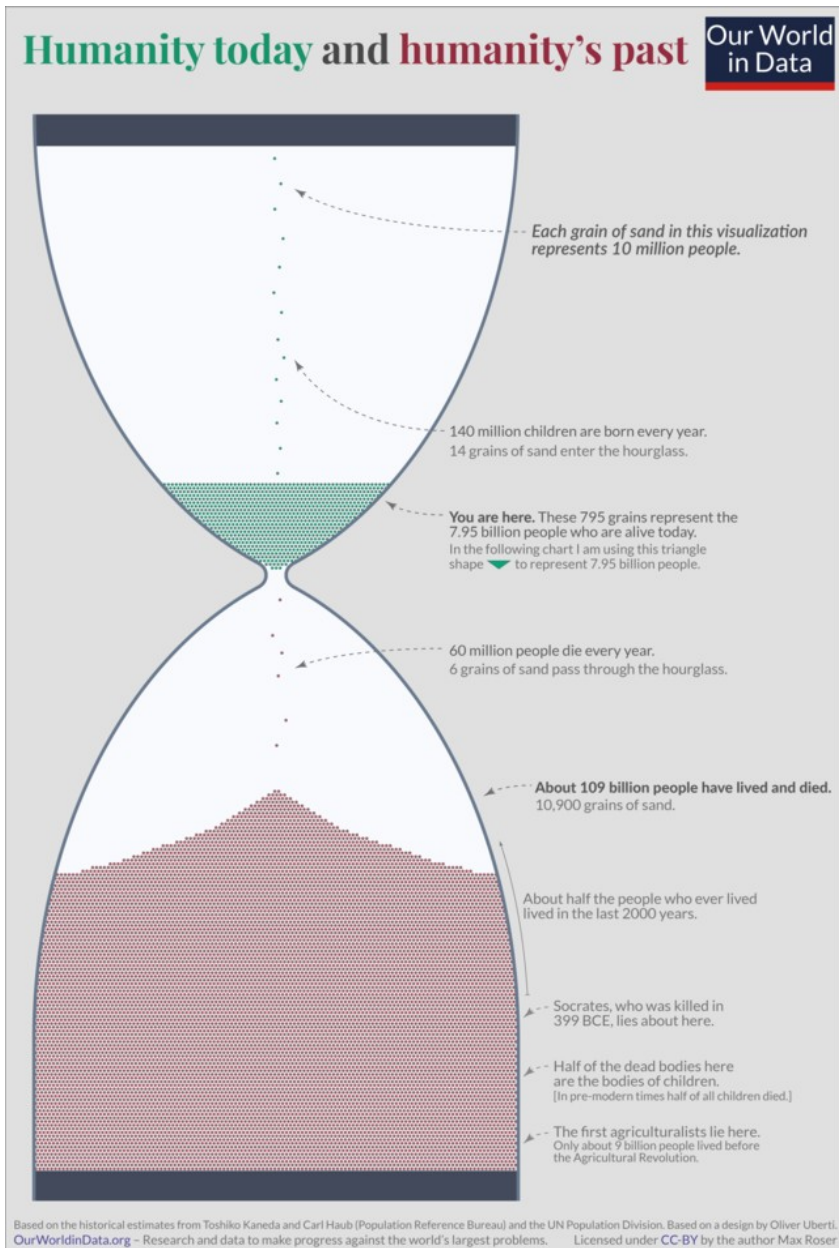 Humanity today and humanity's past
Our World
in Data
Each grain of sand in this visualization
represents 10 million people.
140 million children are born every year.
14 grains of sand enter the hourglass.
You are here. These 795 grains represent the
7.95 billion people who are alive today.
In the following chart I am using this triangle
shape to represent 7.95 billion people.
60 million people die every year.
6 grains of sand pass through the hourglass.
About 109 billion people have lived and died.
10,900 grains of sand.
About half the people who ever lived
lived in the last 2000 years.
Socrates, who was killed in
399 BCE, lies about here.
Half of the dead bodies here
are the bodies of children.
[In pre-modern times half of all children died.]
The first agriculturalists lie here.
Only about 9 billion people lived before
the Agricultural Revolution.
Based on the historical estimates from Toshiko Kaneda and Carl Haub (Population Reference Bureau) and the UN Population Division. Based on a design by Oliver Uberti.
OurWorldinData.org – Research and data to make progress against the world's largest problems. Licensed under CC-BY by the author Max Roser